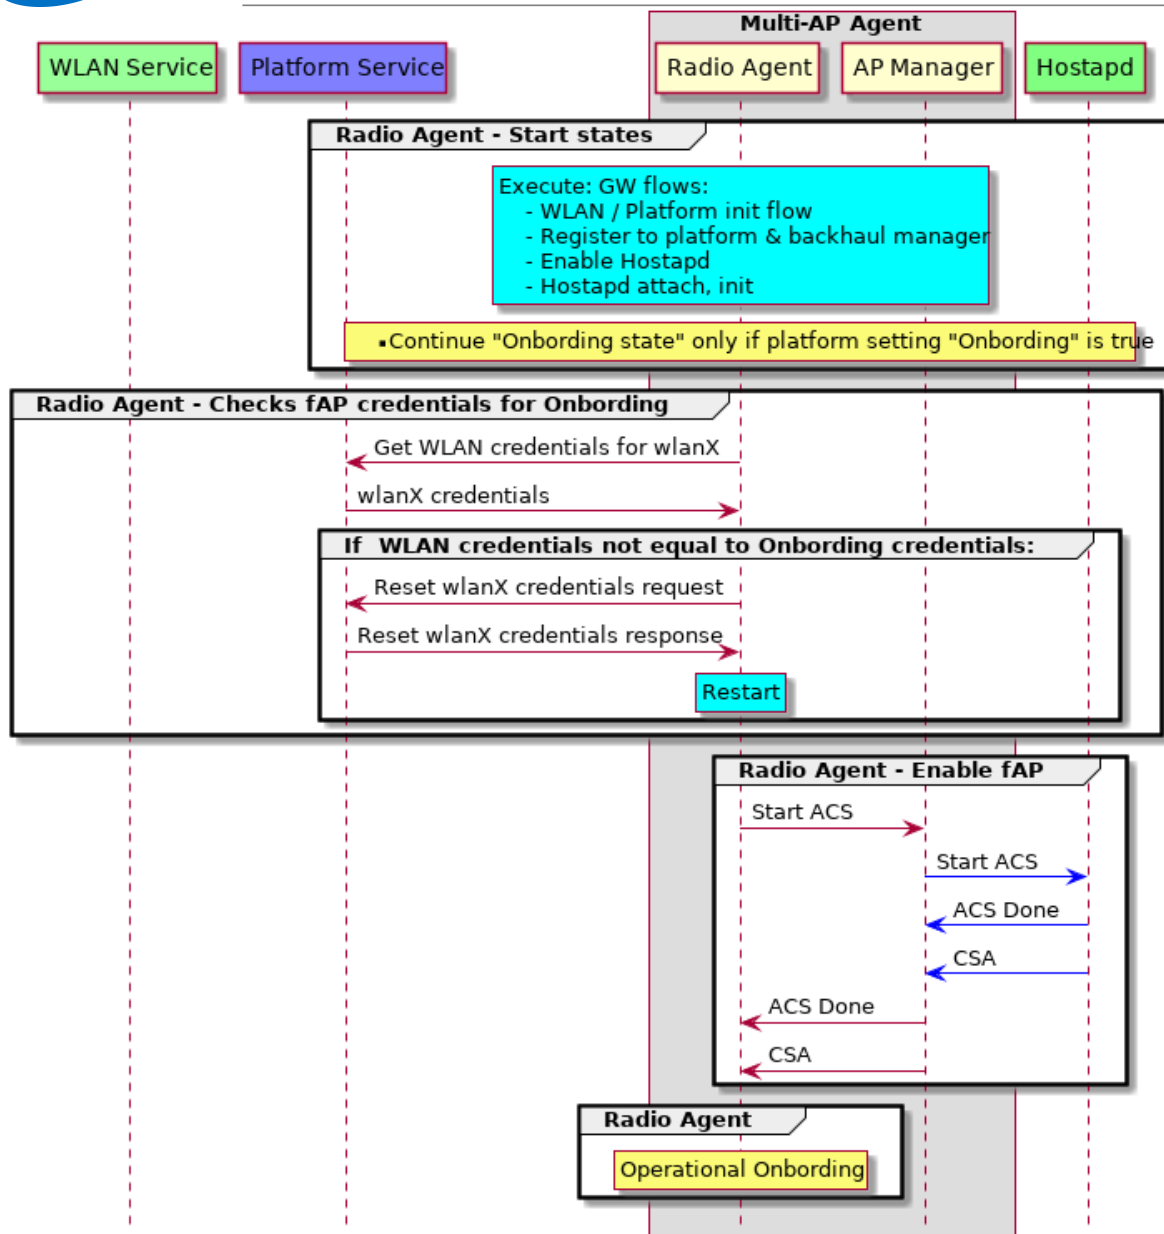 Multi-AP Agent
WLAN Service
Platform Service
Radio Agent
AP Manager
Hostapd
Radio Agent - Start states
Execute: GW flows:
- WLAN / Platform init flow
- Register to platform & backhaul manager
- Enable Hostapd
- Hostapd attach, init
▪Continue "Onbording state" only if platform setting "Onbording" is true
Radio Agent - Checks fAP credentials for Onbording
Get WLAN credentials for wlanX
wlanX credentials
If  WLAN credentials not equal to Onbording credentials:
Reset wlanX credentials request
Reset wlanX credentials response
Restart
Radio Agent - Enable fAP
Start ACS
Start ACS
ACS Done
CSA
ACS Done
CSA
Radio Agent
Operational Onbording